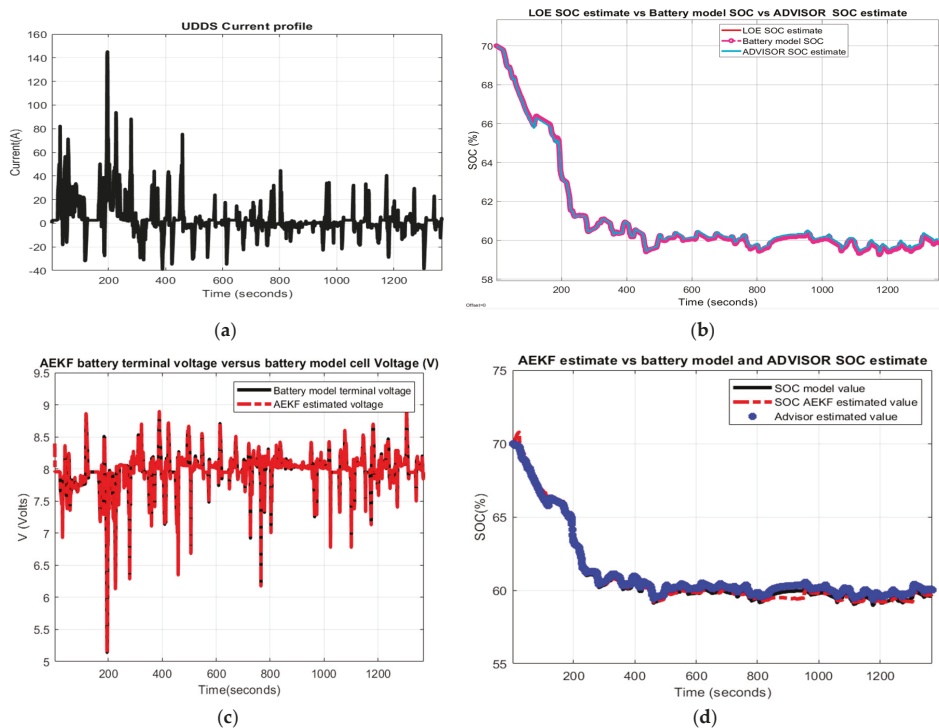 UDDS Current profile
160
140
120
100
80
60
40
20
0
-20
-40
Current(A)
200
400
600
800
1000
1200
Time (seconds)
(a)
LOE SOC estimate vs Battery model SOC vs ADVISOR SOC estimate
LOE SOC estimate
Battery model SOC
ADVISOR SOC estimate
70
68
66
64
62
60
58
SOC (%)
200
400
600
800
1000
1200
Time (seconds)
Offset=0
(b)
AEKF battery terminal voltage versus battery model cell Voltage (V)
Battery model terminal voltage
AEKF estimated voltage
9.5
9
8.5
8
7.5
7
6.5
6
5.5
5
V (Volts)
200
400
600
800
1000
1200
Time(seconds)
(c)
AEKF estimate vs battery model and ADVISOR SOC estimate
SOC model value
SOC AEKF estimated value
Advisor estimated value
75
70
65
60
55
SOC(%)
0
200
400
600
800
1000
1200
Time (seconds)
(d)